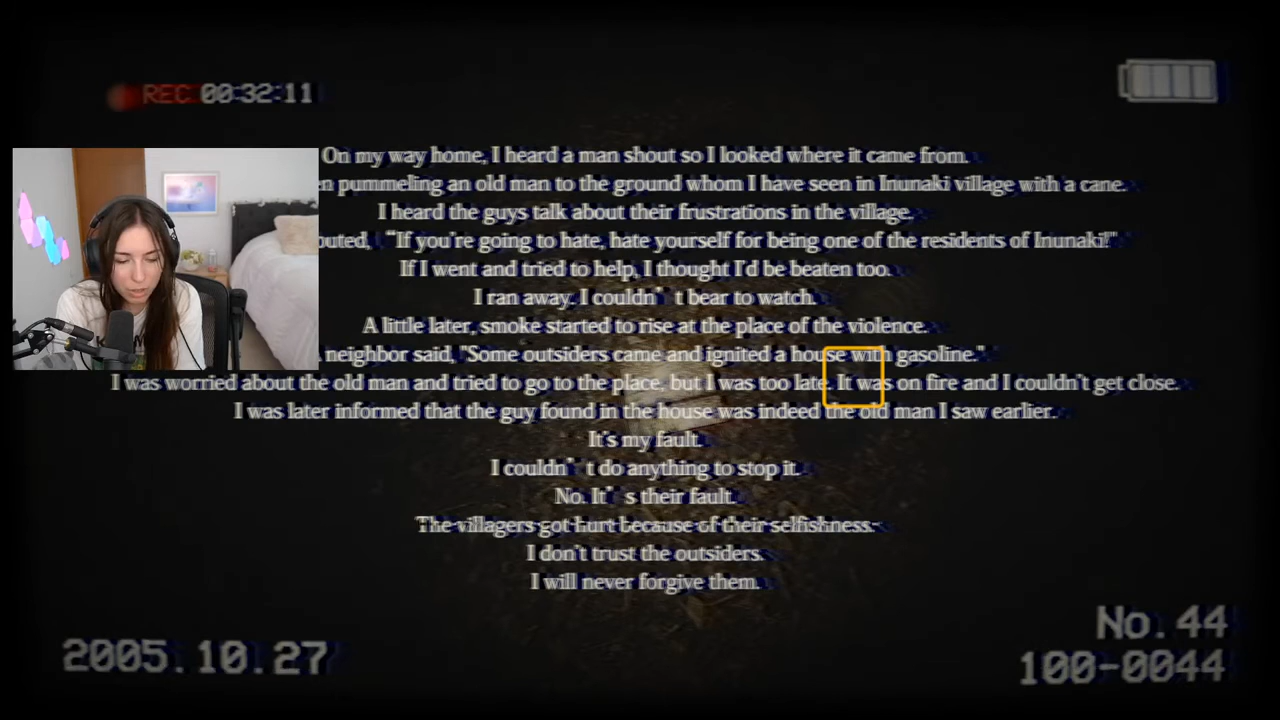 REC 00:32:11
On my way home, I heard a man shout so I looked where it came from.
pummeling an old man to the ground whom I have seen in Inunaki village with a cane.
I heard the guys talk about their frustrations in the village.
"If you're going to hate, hate yourself for being one of the residents of Inunaki!"
If I went and tried to help, I thought I'd be beaten too.
I ran away. I couldn't bear to watch.
A little later, smoke started to rise at the place of the violence.
neighbor said, "Some outsiders came and ignited a house with gasoline."
I was worried about the old man and tried to go to the place, but I was too late. It was on fire and I couldn't get close.
I was later informed that the guy found in the house was indeed the old man I saw earlier.
It's my fault.
I couldn't do anything to stop it.
No. It's their fault.
The villagers got hurt because of their selfishness.
I don't trust the outsiders.
I will never forgive them.
2005.10.27
No.44
100-0044